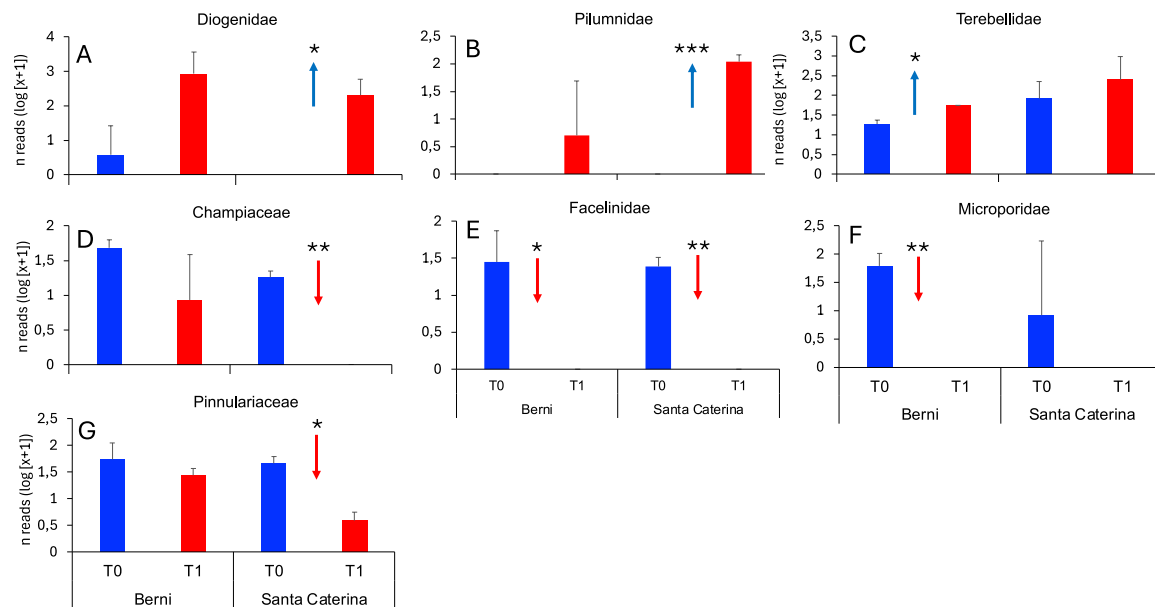 Diogenidae
A
*
n reads (log [x+1])
4
3
2
1
0
Pilumnidae
B
***
2,5
2
1,5
1
0,5
0
Terebellidae
C
*
n reads (log [x+1])
3,5
3
2,5
2
1,5
1
0,5
0
Champiaceae
D
**
n reads (log [x+1])
2
1,5
1
0,5
0
Facelinidae
E
*
**
2
1,5
1
0,5
0
T0
T1
T0
T1
Berni
Santa Caterina
Microporidae
F
**
n reads (log [x+1])
2,5
2
1,5
1
0,5
0
T0
T1
T0
T1
Berni
Santa Caterina
Pinnulariaceae
G
*
n reads (log [x+1])
2,5
2
1,5
1
0,5
0
T0
T1
T0
T1
Berni
Santa Caterina